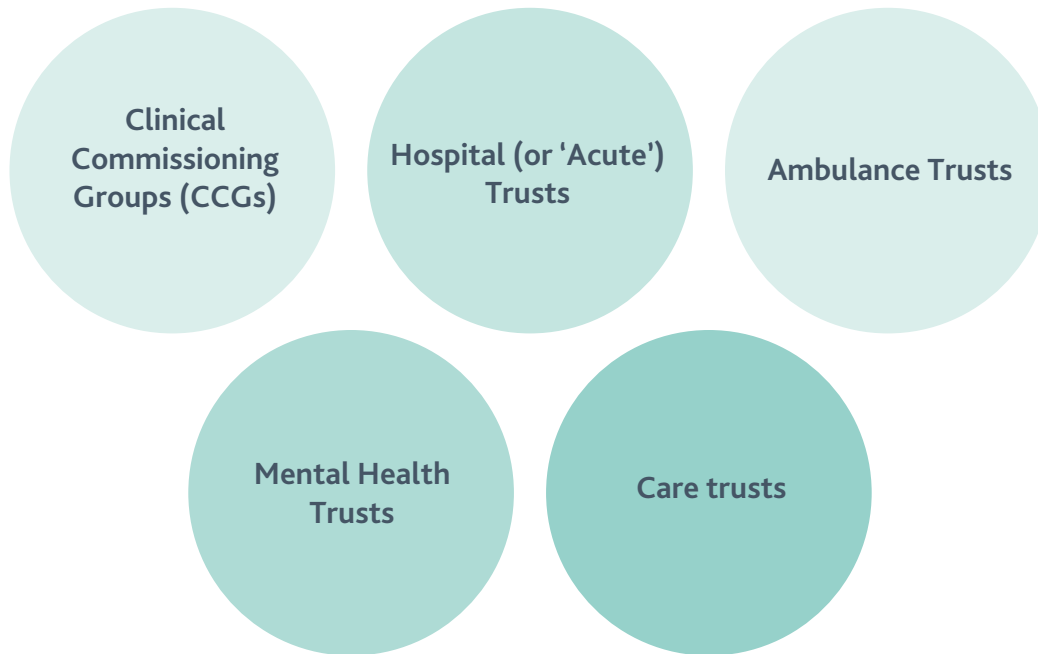 Clinical
Commissioning
Groups (CCGs)
Hospital (or ‘Acute’)
Trusts
Ambulance Trusts
Mental Health
Trusts
Care trusts